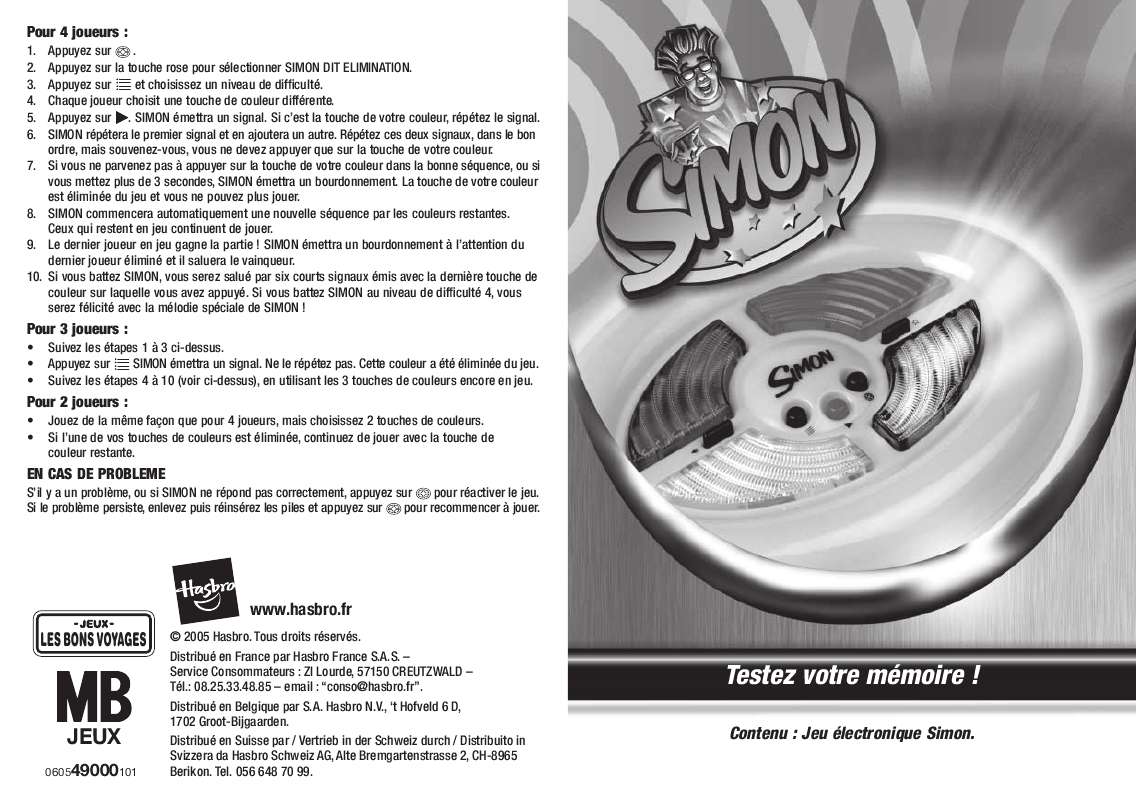 Pour 4 joueurs :
1. Appuyez sur .
2. Appuyez sur la touche rose pour sélectionner SIMON DIT ELIMINATION.
3. Appuyez sur et choisissez un niveau de difficulté.
4. Chaque joueur choisit une touche de couleur différente.
5. Appuyez sur ▶. SIMON émettra un signal. Si c'est la touche de votre couleur, répétez le signal.
6. SIMON répétera le premier signal et en ajoutera un autre. Répétez ces deux signaux, dans le bon
ordre, mais souvenez-vous, vous ne devez appuyer que sur la touche de votre couleur.
7. Si vous ne parvenez pas à appuyer sur la touche de votre couleur dans la bonne séquence, ou si
vous mettez plus de 3 secondes, SIMON émettra un bourdonnement. La touche de votre couleur
est éliminée du jeu et vous ne pouvez plus jouer.
8. SIMON commencera automatiquement une nouvelle séquence par les couleurs restantes.
Ceux qui restent en jeu continuent de jouer.
9. Le dernier joueur en jeu gagne la partie ! SIMON émettra un bourdonnement à l'attention du
dernier joueur éliminé et il saluera le vainqueur.
10. Si vous battez SIMON, vous serez salué par six courts signaux émis avec la dernière touche de
couleur sur laquelle vous avez appuyé. Si vous battez SIMON au niveau de difficulté 4, vous
serez félicité avec la mélodie spéciale de SIMON !
Pour 3 joueurs :
• Suivez les étapes 1 à 3 ci-dessus.
• Appuyez sur SIMON émettra un signal. Ne le répétez pas. Cette couleur a été éliminée du jeu.
• Suivez les étapes 4 à 10 (voir ci-dessus), en utilisant les 3 touches de couleurs encore en jeu.
Pour 2 joueurs :
• Jouez de la même façon que pour 4 joueurs, mais choisissez 2 touches de couleurs.
• Si l'une de vos touches de couleurs est éliminée, continuez de jouer avec la touche de
couleur restante.
EN CAS DE PROBLEME
S'il y a un problème, ou si SIMON ne répond pas correctement, appuyez sur pour réactiver le jeu.
Si le problème persiste, enlevez puis réinsérez les piles et appuyez sur pour recommencer à jouer.
Hasbro
www.hasbro.fr
-JEUX-
LES BONS VOYAGES
MB
JEUX
060549000101
© 2005 Hasbro. Tous droits réservés.
Distribué en France par Hasbro France S.A.S. –
Service Consommateurs : ZI Lourde, 57150 CREUTZWALD –
Tél.: 08.25.33.48.85 – email : "conso@hasbro.fr".
Distribué en Belgique par S.A. Hasbro N.V., 't Hofveld 6 D,
1702 Groot-Bijgaarden.
Distribué en Suisse par / Vertrieb in der Schweiz durch / Distribuito in
Svizzera da Hasbro Schweiz AG, Alte Bremgartenstrasse 2, CH-8965
Berikon. Tel. 056 648 70 99.
SIMON
SIMON
Testez votre mémoire !
Contenu : Jeu électronique Simon.